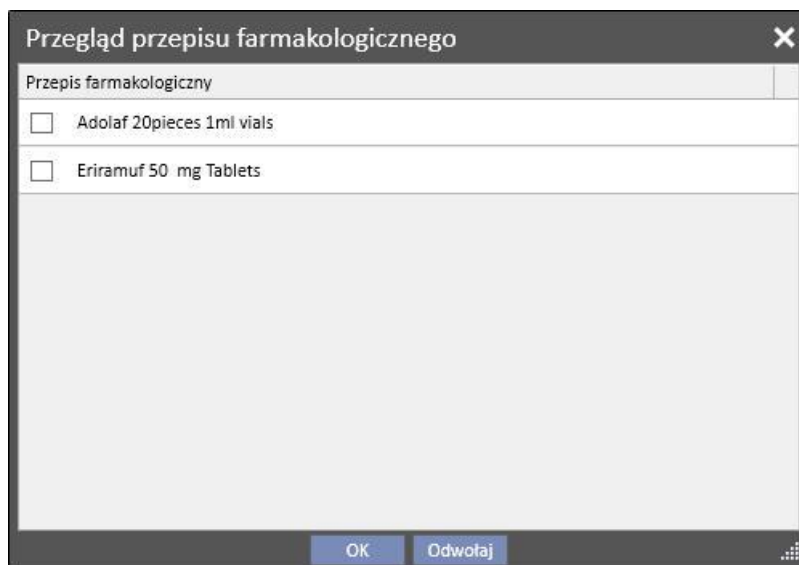 Przegląd przepisu farmakologicznego
Przepis farmakologiczny
Adolaf 20pieces 1ml vials
Eriramuf 50  mg Tablets
OK
Odwołaj